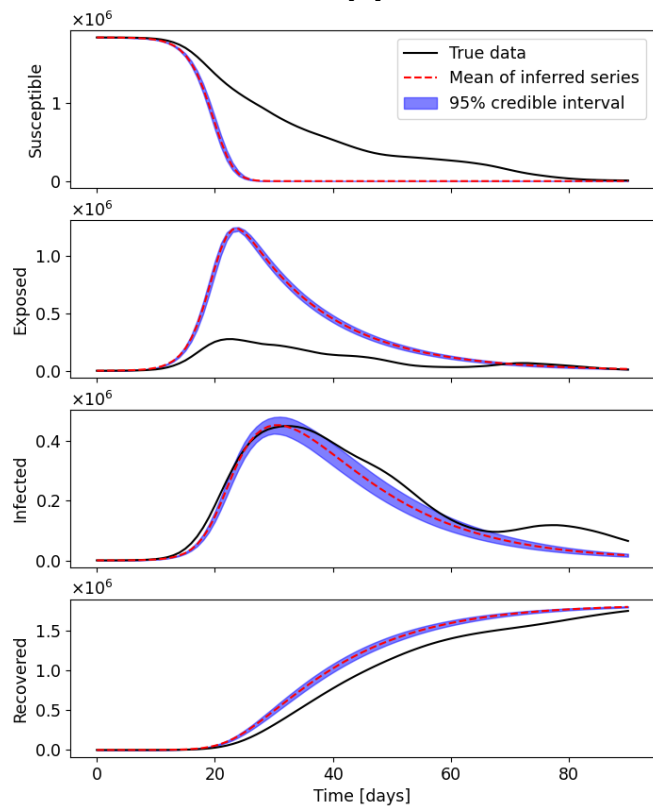 ×10⁶
Susceptible
1
0
True data
Mean of inferred series
95% credible interval
×10⁶
Exposed
1.0
0.5
0.0
×10⁶
Infected
0.4
0.2
0.0
×10⁶
Recovered
1.5
1.0
0.5
0.0
0 20 40 60 80
Time [days]